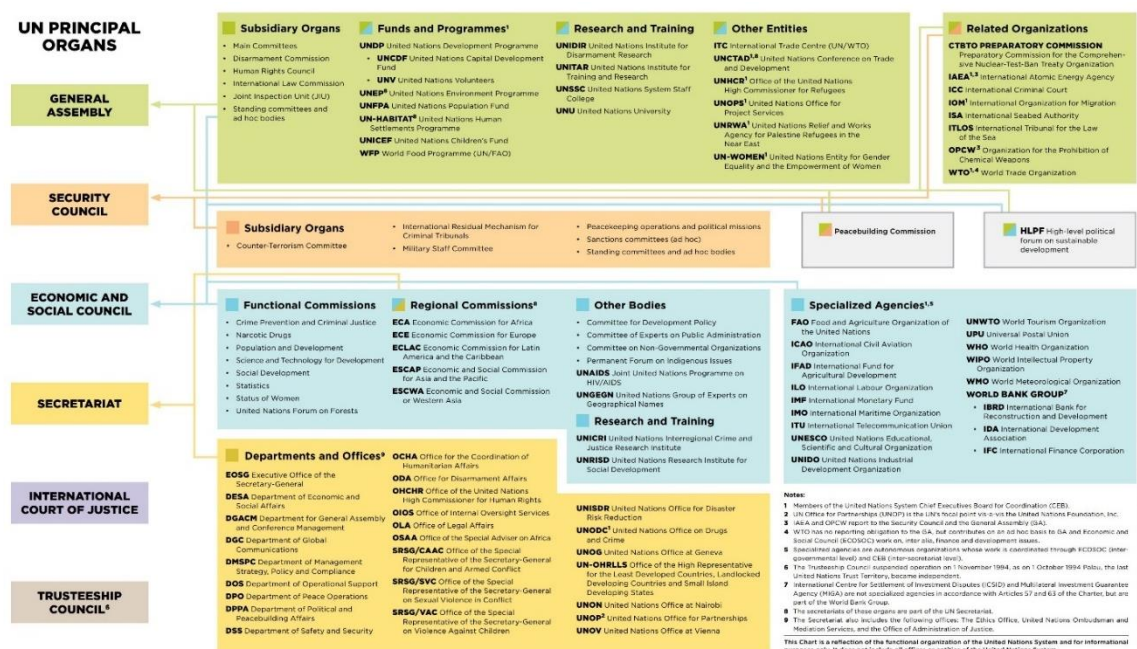 UN PRINCIPAL
ORGANS
GENERAL
ASSEMBLY
SECURITY
COUNCIL
ECONOMIC AND
SOCIAL COUNCIL
SECRETARIAT
INTERNATIONAL
COURT OF JUSTICE
TRUSTEESHIP
COUNCIL⁶
Subsidiary Organs
• Main Committees
• Disarmament Commission
• Human Rights Council
• International Law Commission
• Joint Inspection Unit (JIU)
• Standing committees and
ad hoc bodies
Funds and Programmes¹
UNDP United Nations Development Programme
• UNCDF United Nations Capital Development
Fund
• UNV United Nations Volunteers
UNEP⁸ United Nations Environment Programme
UNFPA United Nations Population Fund
UN-HABITAT⁸ United Nations Human
Settlements Programme
UNICEF United Nations Children's Fund
WFP World Food Programme (UN/FAO)
Research and Training
UNIDIR United Nations Institute for
Disarmament Research
UNITAR United Nations Institute for
Training and Research
UNSSC United Nations System Staff
College
UNU United Nations University
Other Entities
ITC International Trade Centre (UN/WTO)
UNCTAD¹,⁸ United Nations Conference on Trade
and Development
UNHCR¹ Office of the United Nations
High Commissioner for Refugees
UNOPS¹ United Nations Office for
Project Services
UNRWA¹ United Nations Relief and Works
Agency for Palestine Refugees in the
Near East
UN-WOMEN¹ United Nations Entity for Gender
Equality and the Empowerment of Women
Related Organizations
CTBTO PREPARATORY COMMISSION
Preparatory Commission for the Comprehen-
sive Nuclear-Test-Ban Treaty Organization
IAEA¹,³ International Atomic Energy Agency
ICC International Criminal Court
IOM¹ International Organization for Migration
ISA International Seabed Authority
ITLOS International Tribunal for the Law
of the Sea
OPCW³ Organization for the Prohibition of
Chemical Weapons
WTO¹,⁴ World Trade Organization
Subsidiary Organs
• Counter-Terrorism Committee
• International Residual Mechanism for
Criminal Tribunals
• Military Staff Committee
• Peacekeeping operations and political missions
• Sanctions committees (ad hoc)
• Standing committees and ad hoc bodies
Peacebuilding Commission
HLPF High-level political
forum on sustainable
development
Functional Commissions
• Crime Prevention and Criminal Justice
• Narcotic Drugs
• Population and Development
• Science and Technology for Development
• Social Development
• Statistics
• Status of Women
• United Nations Forum on Forests
Regional Commissions⁸
ECA Economic Commission for Africa
ECE Economic Commission for Europe
ECLAC Economic Commission for Latin
America and the Caribbean
ESCAP Economic and Social Commission
for Asia and the Pacific
ESCWA Economic and Social Commission
or Western Asia
Other Bodies
• Committee for Development Policy
• Committee of Experts on Public Administration
• Committee on Non-Governmental Organizations
• Permanent Forum on Indigenous Issues
UNAIDS Joint United Nations Programme on
HIV/AIDS
UNGEGN United Nations Group of Experts on
Geographical Names
Research and Training
UNICRI United Nations Interregional Crime and
Justice Research Institute
UNRISD United Nations Research Institute for
Social Development
Specialized Agencies¹,⁵
FAO Food and Agriculture Organization of
the United Nations
ICAO International Civil Aviation
Organization
IFAD International Fund for
Agricultural Development
ILO International Labour Organization
IMF International Monetary Fund
IMO International Maritime Organization
ITU International Telecommunication Union
UNESCO United Nations Educational,
Scientific and Cultural Organization
UNIDO United Nations Industrial
Development Organization
UNWTO World Tourism Organization
UPU Universal Postal Union
WHO World Health Organization
WIPO World Intellectual Property
Organization
WMO World Meteorological Organization
WORLD BANK GROUP⁷
• IBRD International Bank for
Reconstruction and Development
• IDA International Development
Association
• IFC International Finance Corporation
Departments and Offices⁹
EOSG Executive Office of the
Secretary-General
DESA Department of Economic and
Social Affairs
DGACM Department for General Assembly
and Conference Management
DGC Department of Global
Communications
DMSPC Department of Management
Strategy, Policy and Compliance
DOS Department of Operational Support
DPO Department of Peace Operations
DPPA Department of Political and
Peacebuilding Affairs
DSS Department of Safety and Security
OCHA Office for the Coordination of
Humanitarian Affairs
ODA Office for Disarmament Affairs
OHCHR Office of the United Nations
High Commissioner for Human Rights
OIOS Office of Internal Oversight Services
OLA Office of Legal Affairs
OSAA Office of the Special Adviser on Africa
SRSG/CAAC Office of the Special
Representative of the Secretary-General
for Children and Armed Conflict
SRSG/SVC Office of the Special
Representative of the Secretary-General
on Sexual Violence in Conflict
SRSG/VAC Office of the Special
Representative of the Secretary-General
on Violence Against Children
UNISDR United Nations Office for Disaster
Risk Reduction
UNODC¹ United Nations Office on Drugs
and Crime
UNOG United Nations Office at Geneva
UN-OHRLLS Office of the High Representative
for the Least Developed Countries, Landlocked
Developing Countries and Small Island
Developing States
UNON United Nations Office at Nairobi
UNOP² United Nations Office for Partnerships
UNOV United Nations Office at Vienna
Notes:
1 Members of the United Nations System Chief Executives Board for Coordination (CEB).
2 UN Office for Partnerships (UNOP) is the UN's focal point vis-a-vis the United Nations Foundation, Inc.
3 IAEA and OPCW report to the Security Council and the General Assembly (GA).
4 WTO has no reporting obligation to the GA, but contributes on an ad hoc basis to GA and Economic and
Social Council (ECOSOC) work on, inter alia, finance and development issues.
5 Specialized agencies are autonomous organizations whose work is coordinated through ECOSOC (inter-
governmental level) and CEB (inter-secretariat level).
6 The Trusteeship Council suspended operation on 1 November 1994, as on 1 October 1994 Palau, the last
United Nations Trust Territory, became independent.
7 International Centre for Settlement of Investment Disputes (ICSID) and Multilateral Investment Guarantee
Agency (MIGA) are not specialized agencies in accordance with Articles 57 and 63 of the Charter, but are
part of the World Bank Group.
8 The secretariats of these organs are part of the UN Secretariat.
9 The Secretariat also includes the following offices: The Ethics Office, United Nations Ombudsman and
Mediation Services, and the Office of Administration of Justice.
This Chart is a reflection of the functional organization of the United Nations System and for informational